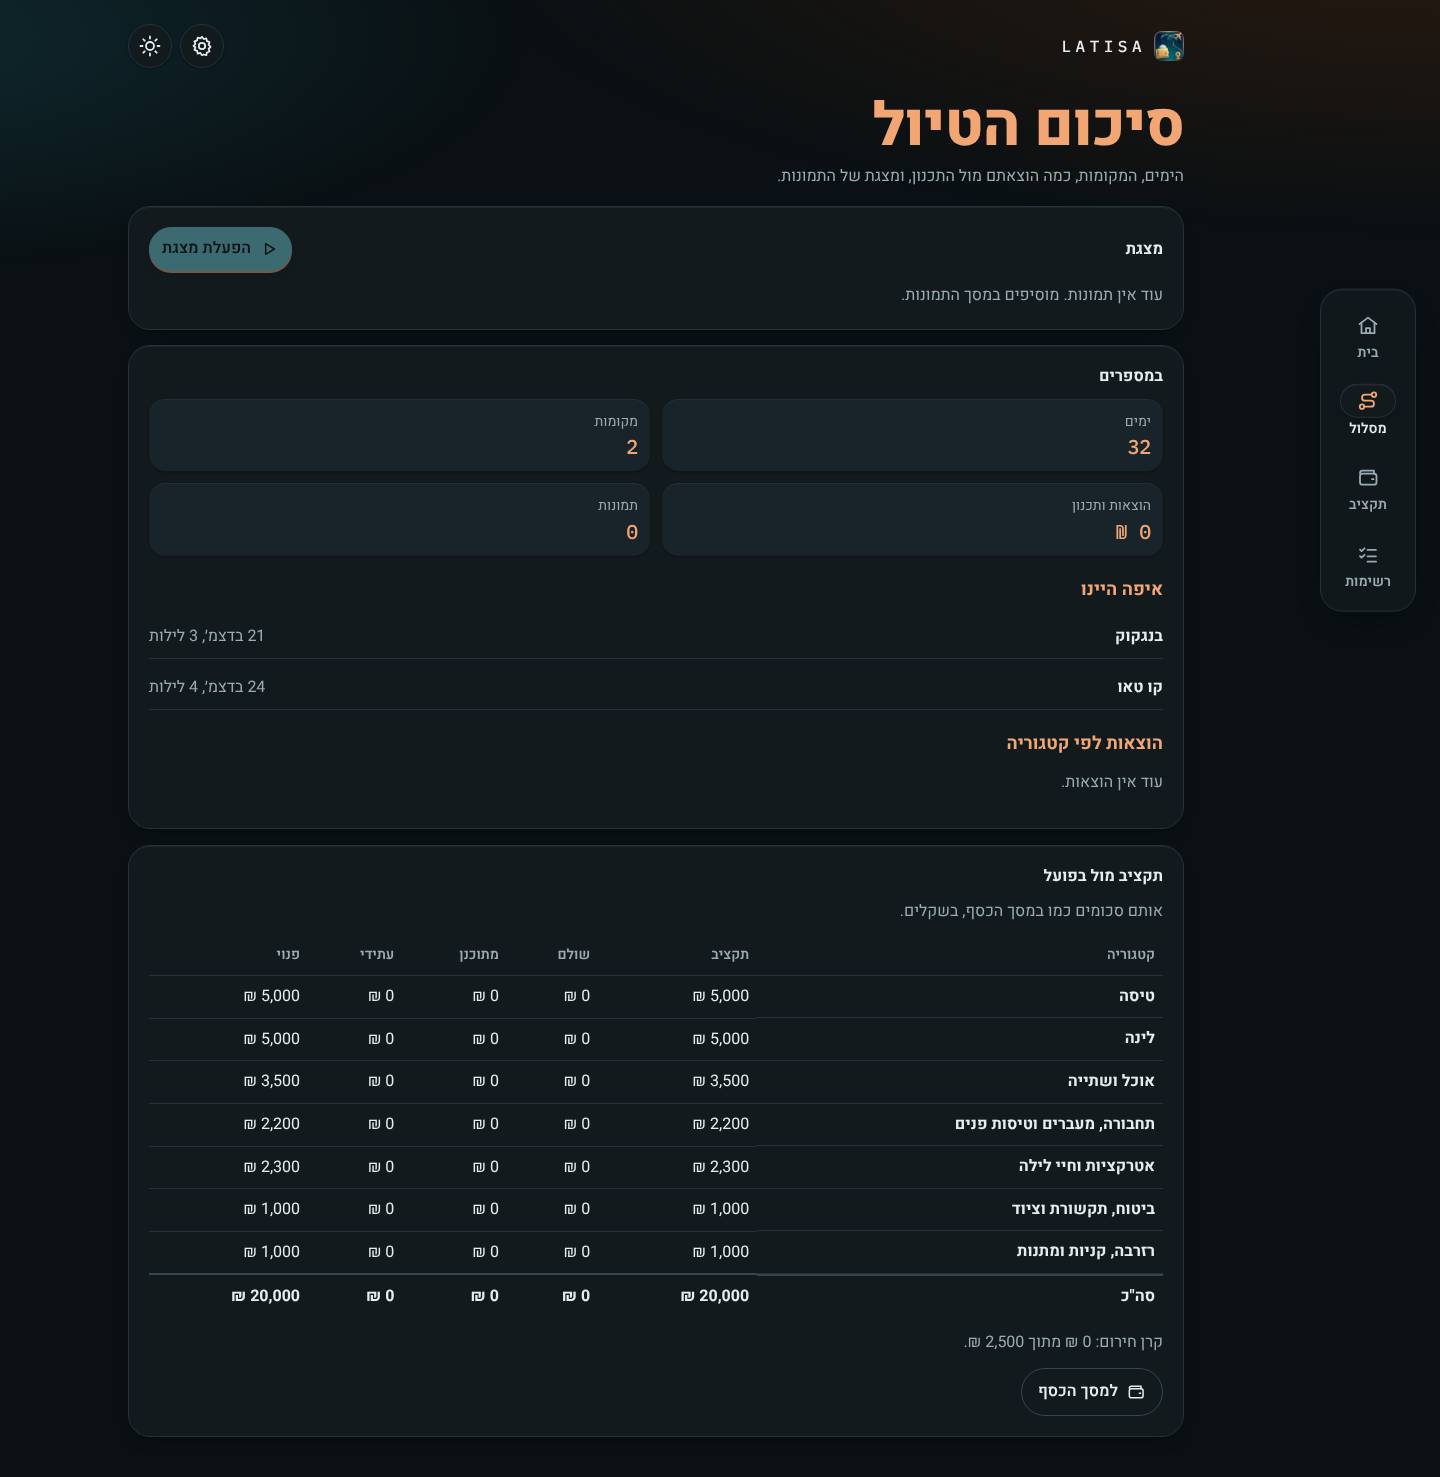 LATISA
סיכום הטיול
הימים, המקומות, כמה הוצאתם מול התכנון, ומצגת של התמונות.
מצגת
הפעלת מצגת
עוד אין תמונות. מוסיפים במסך התמונות.
במספרים
ימים
32
מקומות
2
הוצאות ותכנון
0 ₪
תמונות
0
איפה היינו
בנגקוק 21 בדצמ׳, 3 לילות
קו טאו 24 בדצמ׳, 4 לילות
הוצאות לפי קטגוריה
עוד אין הוצאות.
תקציב מול בפועל
אותם סכומים כמו במסך הכסף, בשקלים.
קטגוריה תקציב שולם מתוכנן עתידי פנוי
טיסה 5,000 ₪ 0 ₪ 0 ₪ 0 ₪ 5,000 ₪
לינה 5,000 ₪ 0 ₪ 0 ₪ 0 ₪ 5,000 ₪
אוכל ושתייה 3,500 ₪ 0 ₪ 0 ₪ 0 ₪ 3,500 ₪
תחבורה, מעברים וטיסות פנים 2,200 ₪ 0 ₪ 0 ₪ 0 ₪ 2,200 ₪
אטרקציות וחיי לילה 2,300 ₪ 0 ₪ 0 ₪ 0 ₪ 2,300 ₪
ביטוח, תקשורת וציוד 1,000 ₪ 0 ₪ 0 ₪ 0 ₪ 1,000 ₪
רזרבה, קניות ומתנות 1,000 ₪ 0 ₪ 0 ₪ 0 ₪ 1,000 ₪
סה"כ 20,000 ₪ 0 ₪ 0 ₪ 0 ₪ 20,000 ₪
קרן חירום: 0 ₪ מתוך 2,500 ₪.
למסך הכסף
בית
מסלול
תקציב
רשימות